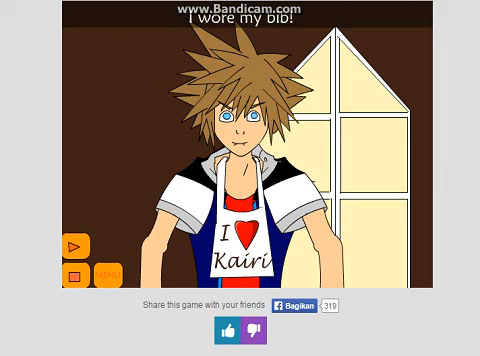 www.Bandicam.com
I wore my bib!
I
Kairi
MENU
Share this game with your friends
Bagikan
319